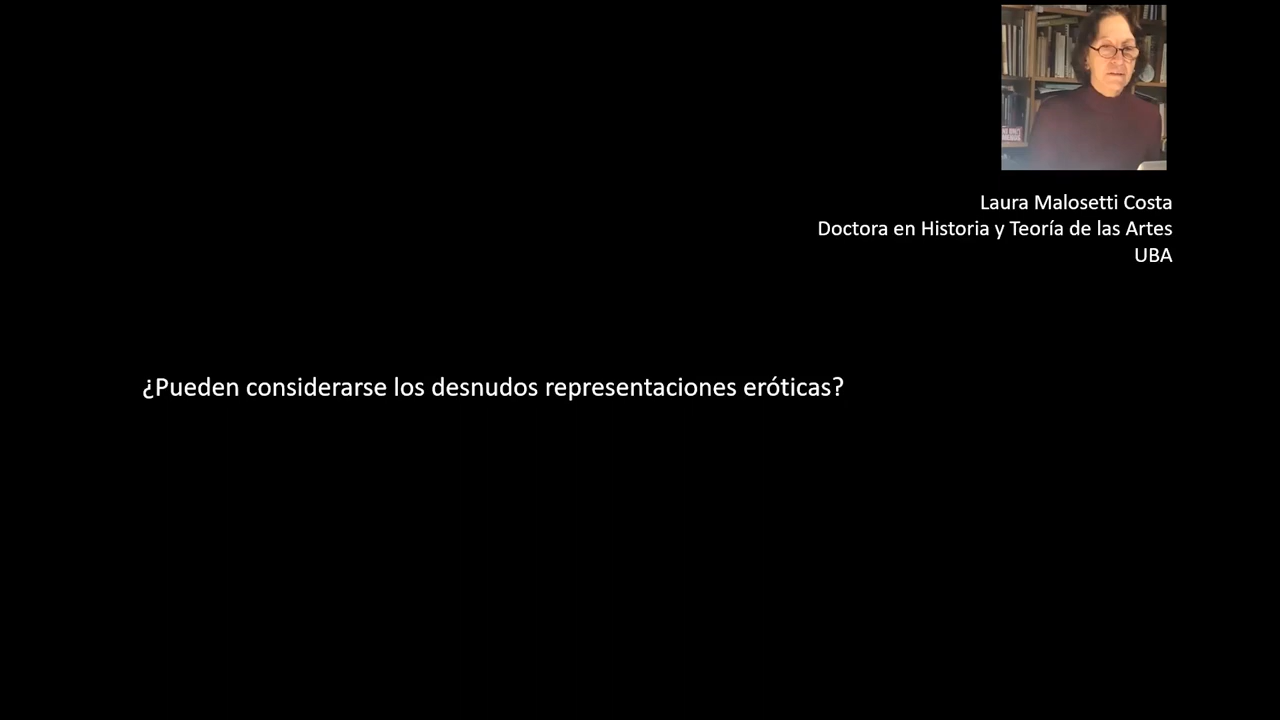 Laura Malosetti Costa
Doctora en Historia y Teoría de las Artes
UBA
¿Pueden considerarse los desnudos representaciones eróticas?